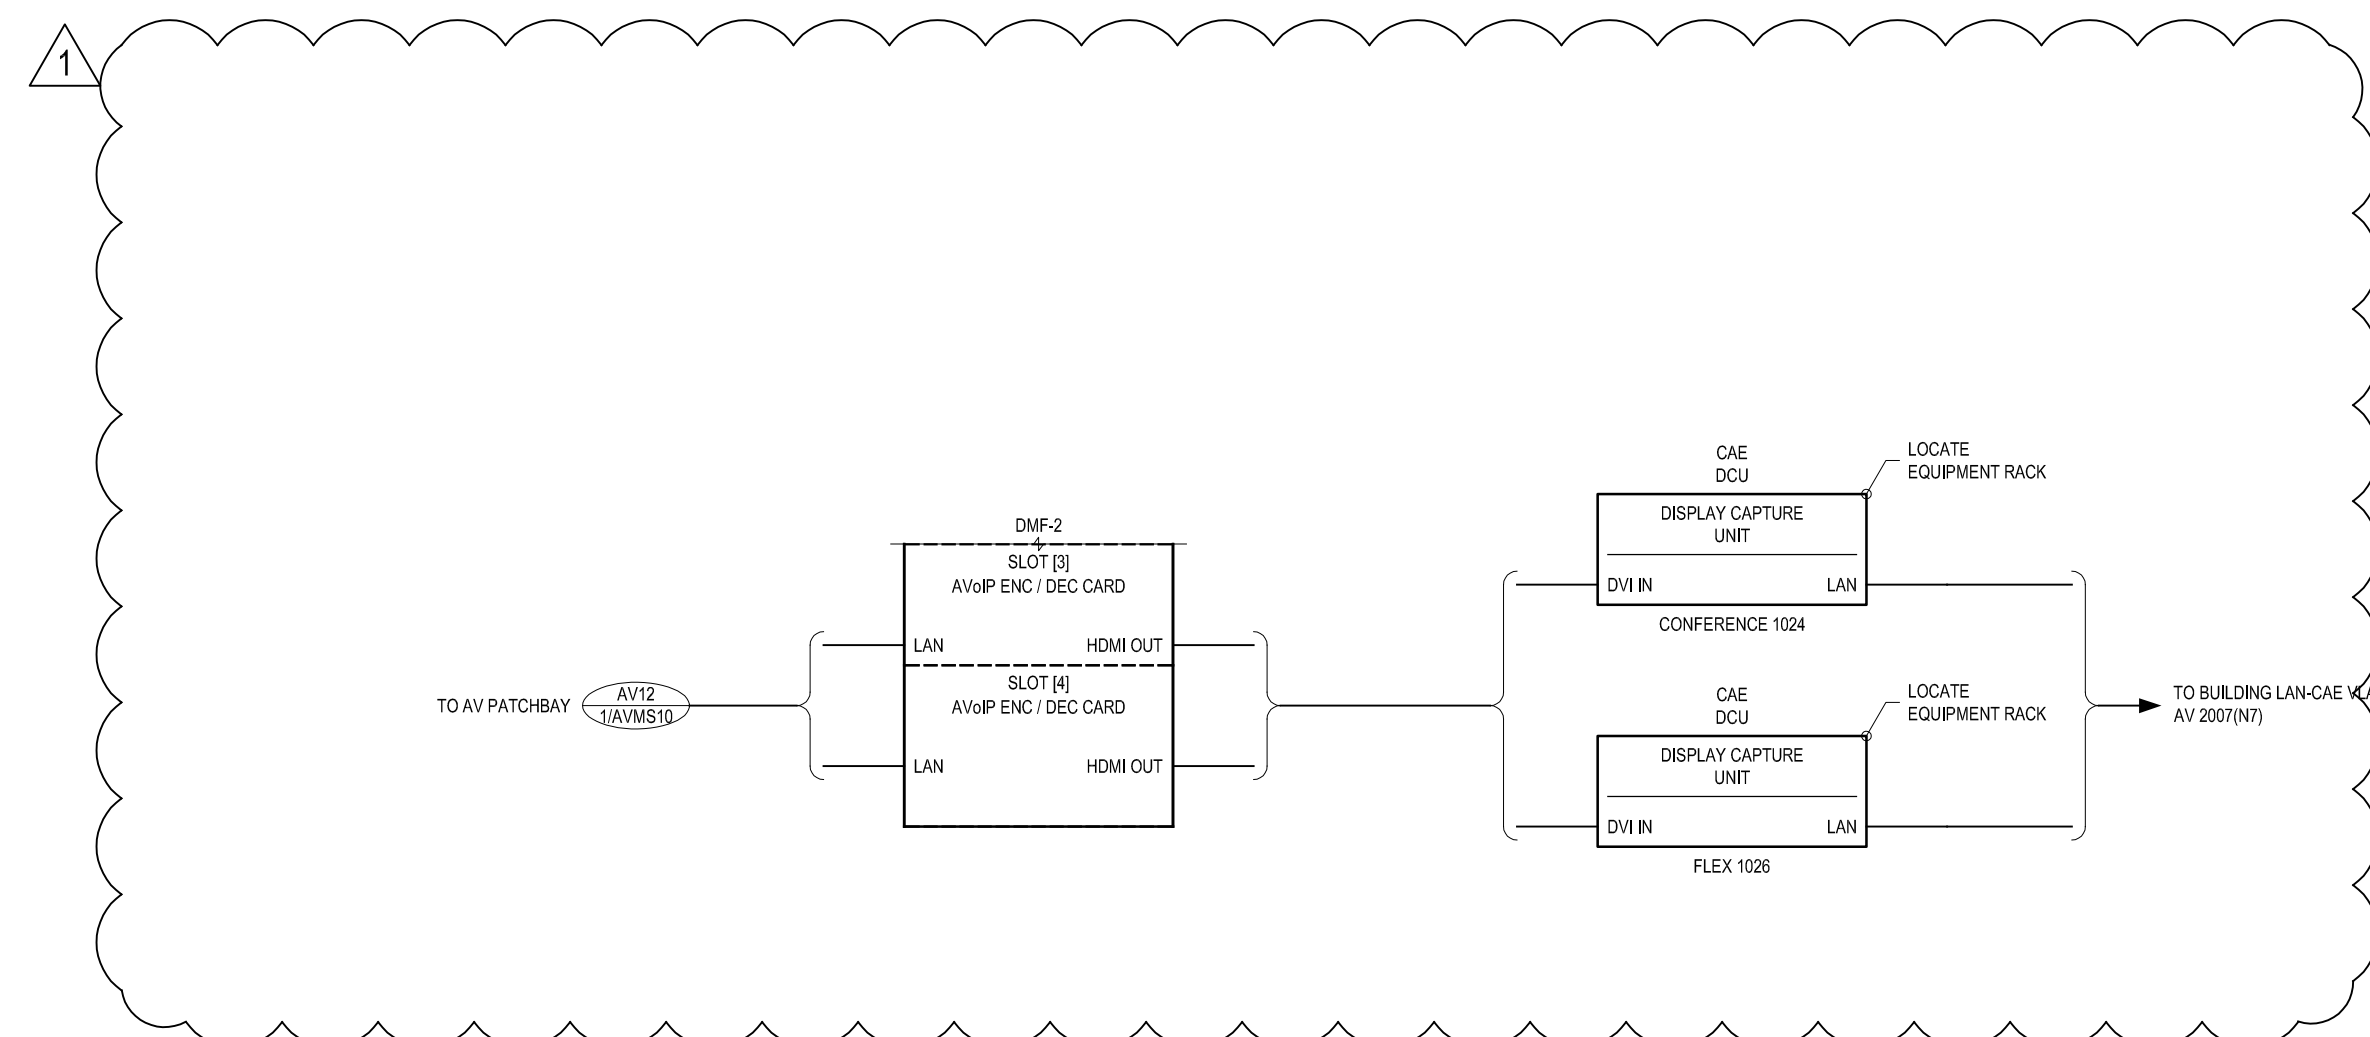 1
TO AV PATCHBAY
AV12
1/AVMS10
DMF-2
SLOT [3]
AVoIP ENC / DEC CARD
LAN
HDMI OUT
SLOT [4]
AVoIP ENC / DEC CARD
LAN
HDMI OUT
CAE
DCU
LOCATE
EQUIPMENT RACK
DISPLAY CAPTURE
UNIT
DVI IN
LAN
CONFERENCE 1024
CAE
DCU
LOCATE
EQUIPMENT RACK
DISPLAY CAPTURE
UNIT
DVI IN
LAN
FLEX 1026
TO BUILDING LAN-CAE
AV 2007(N7)